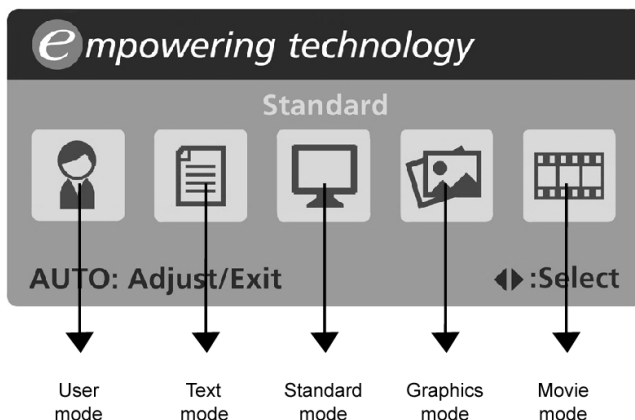 empowering technology
Standard
AUTO: Adjust/Exit
◀▶:Select
User mode
Text mode
Standard mode
Graphics mode
Movie mode